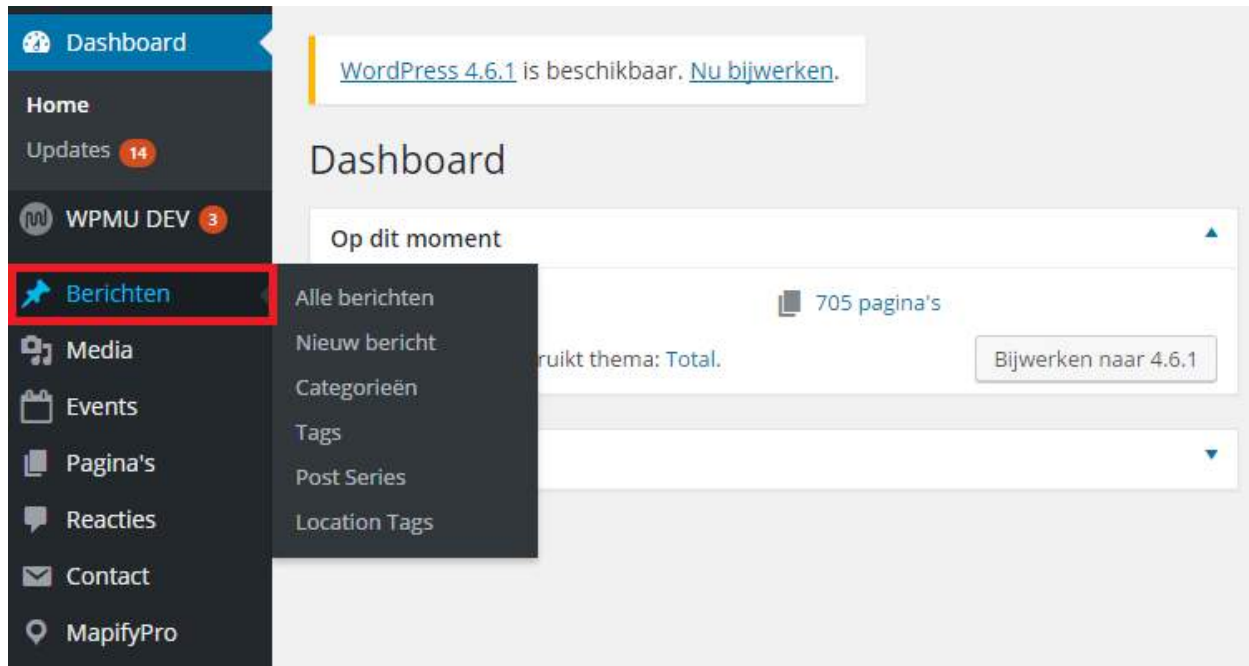 Dashboard
Home
Updates 14
WPMU DEV 3
Berichten
Media
Events
Pagina's
Reacties
Contact
MapifyPro
Alle berichten
Nieuw bericht
Categorieën
Tags
Post Series
Location Tags
WordPress 4.6.1 is beschikbaar. Nu bijwerken.
Dashboard
Op dit moment
705 pagina's
thema: Total.
Bijwerken naar 4.6.1